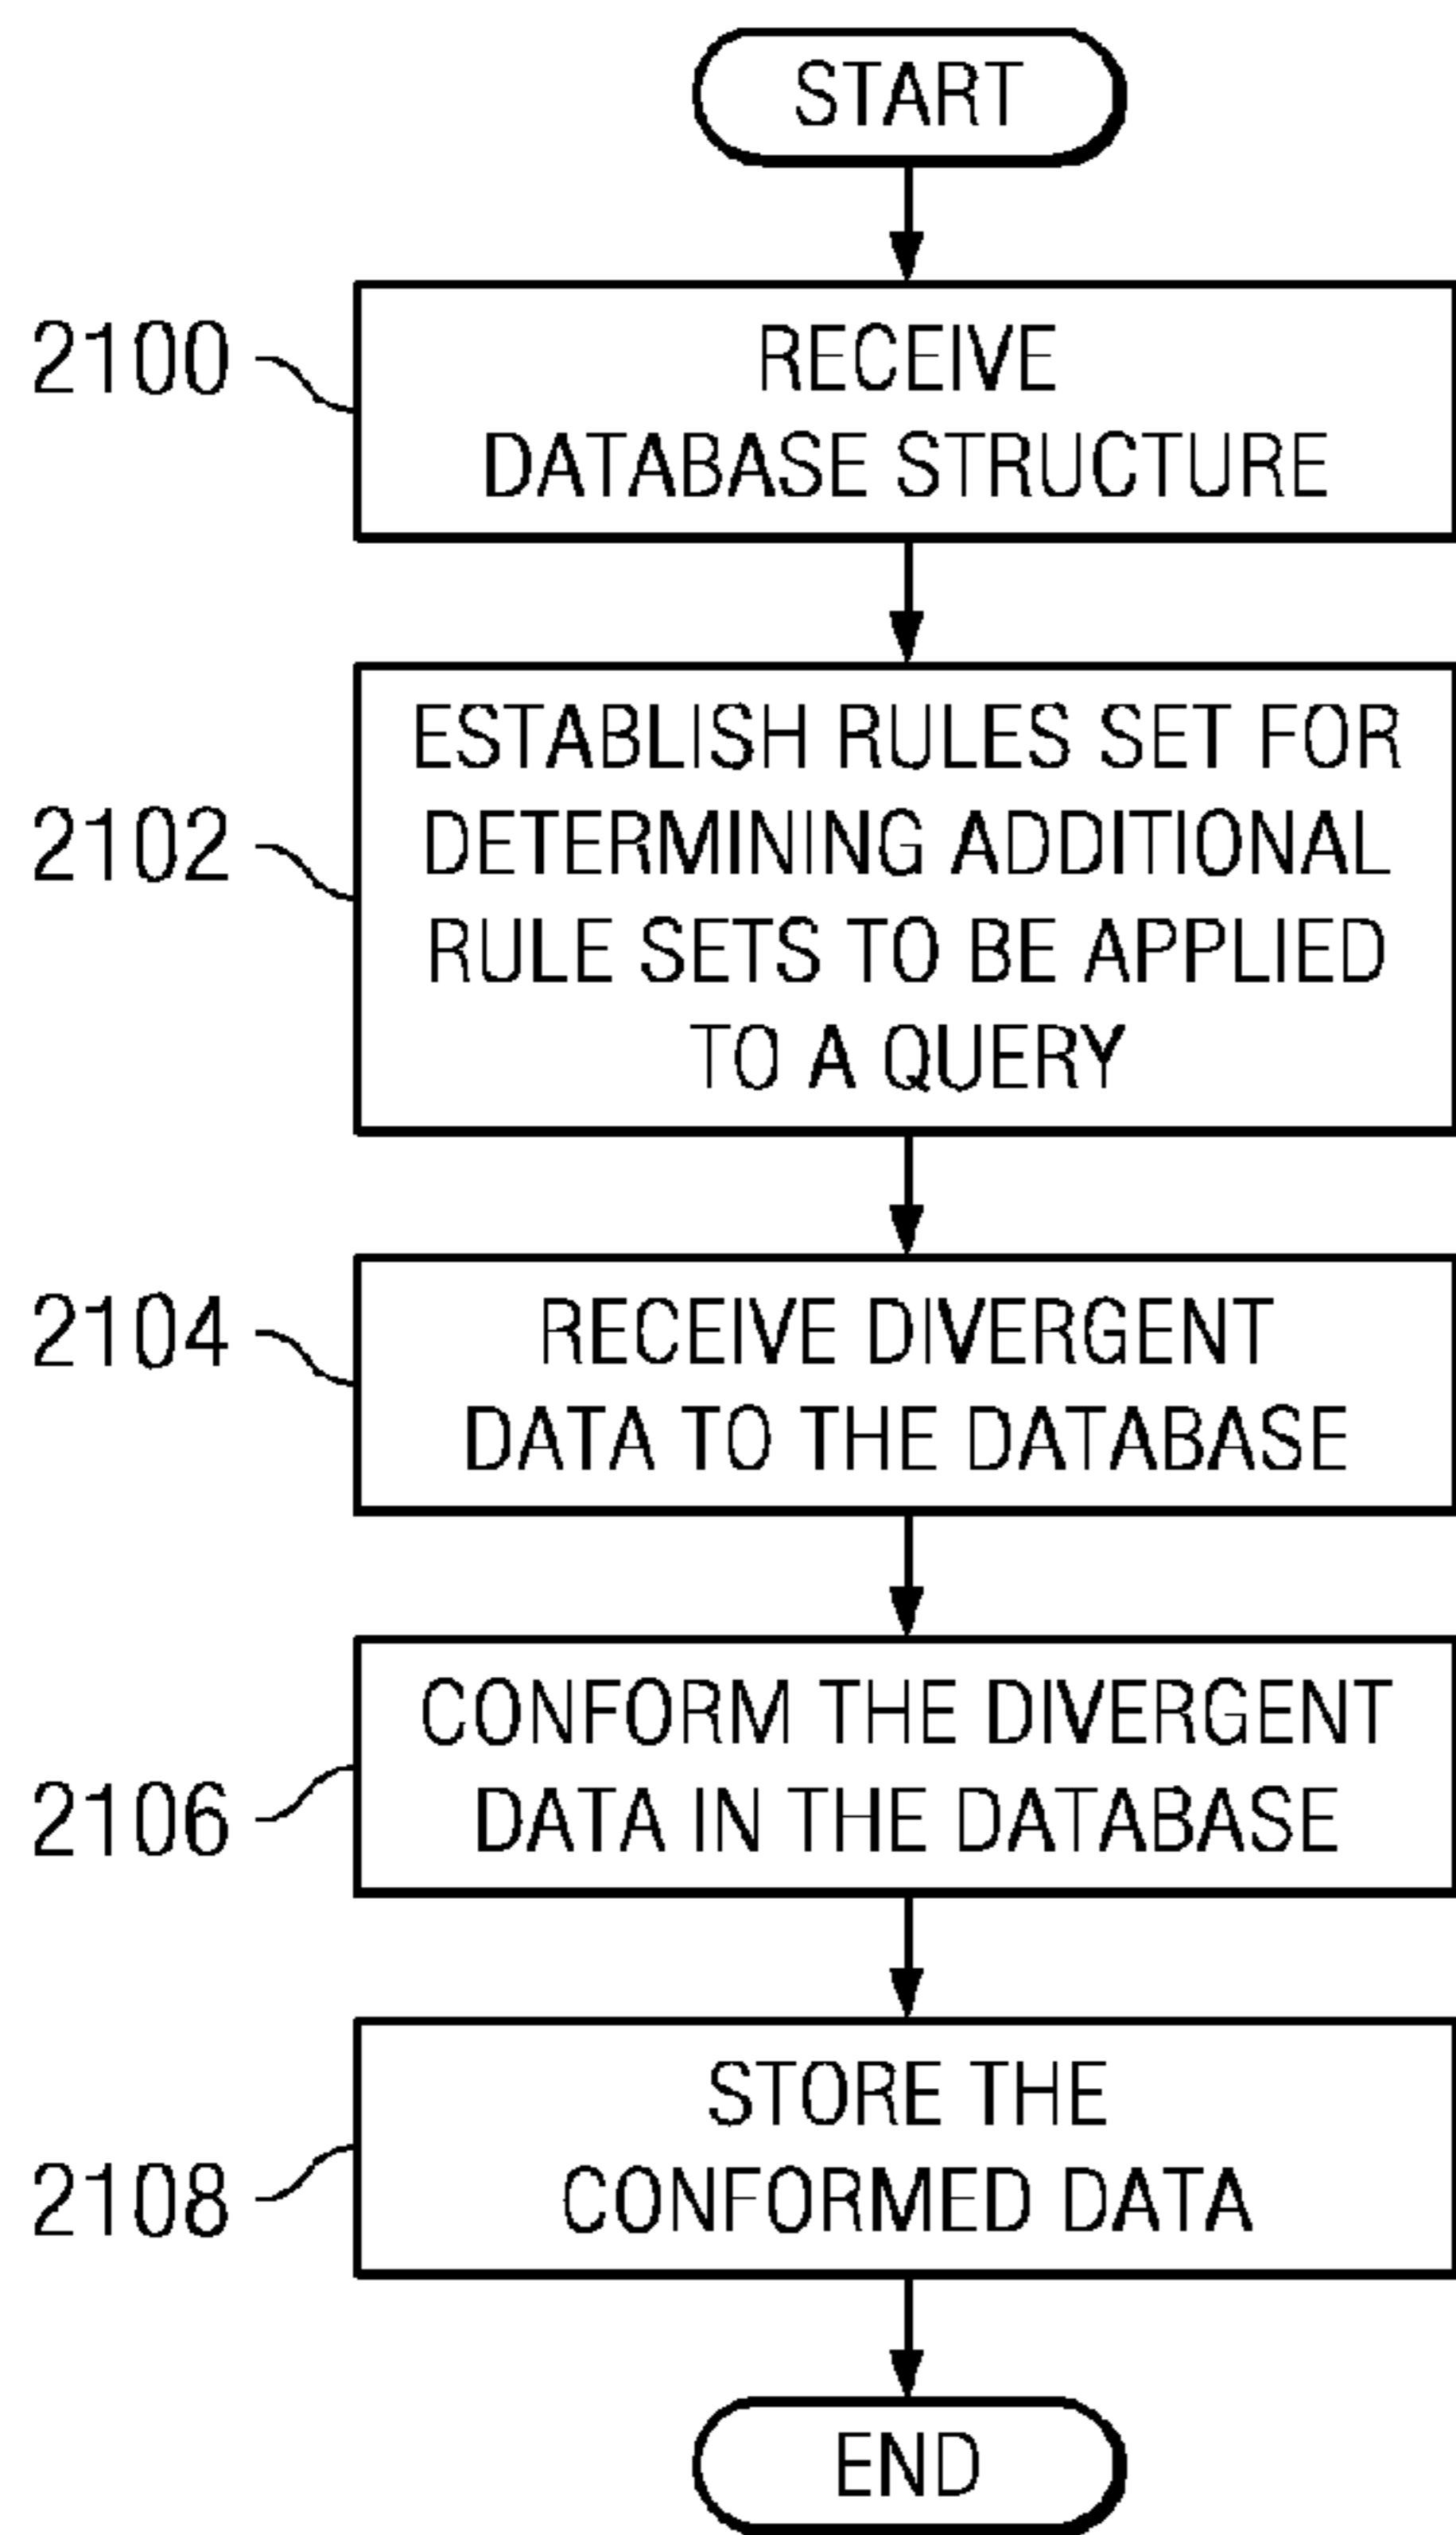 START
2100
RECEIVE
DATABASE STRUCTURE
2102
ESTABLISH RULES SET FOR
DETERMINING ADDITIONAL
RULE SETS TO BE APPLIED
TO A QUERY
2104
RECEIVE DIVERGENT
DATA TO THE DATABASE
2106
CONFORM THE DIVERGENT
DATA IN THE DATABASE
2108
STORE THE
CONFORMED DATA
END